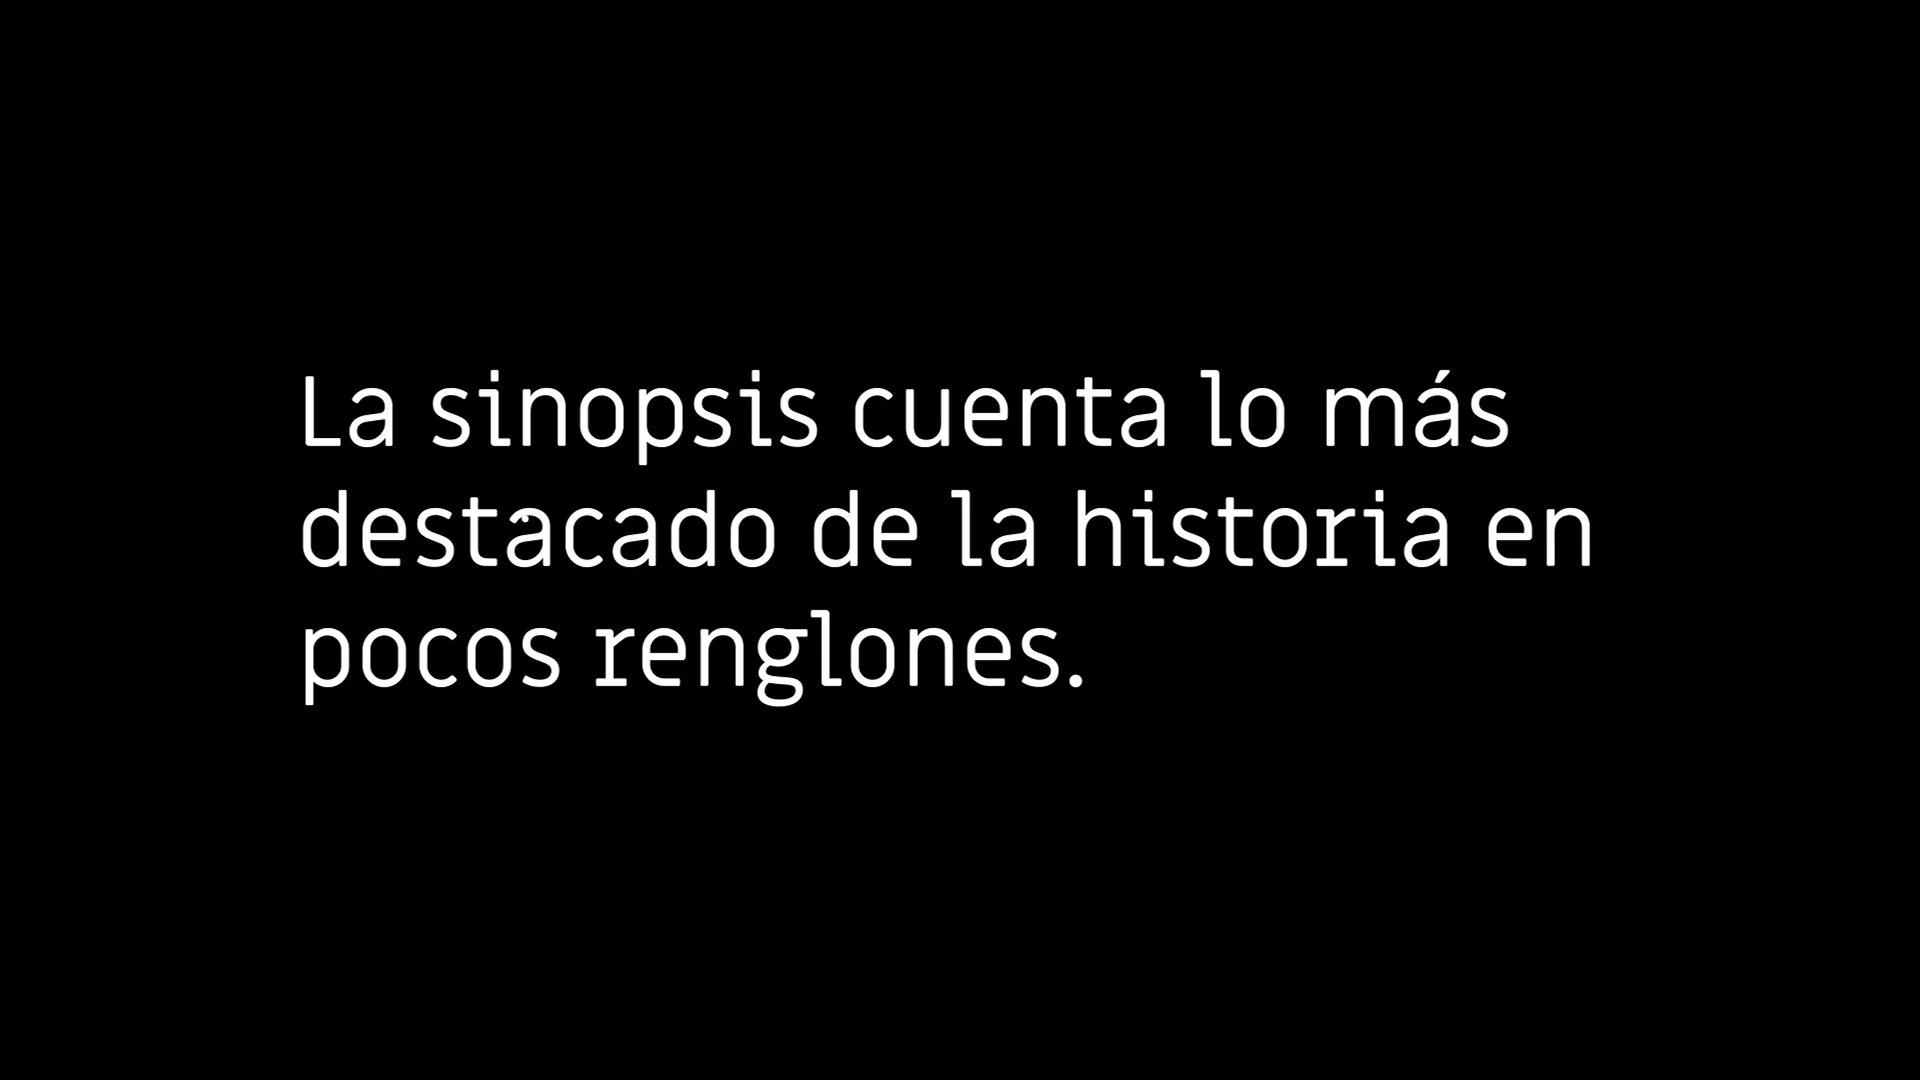 La sinopsis cuenta lo más
destacado de la historia en
pocos renglones.